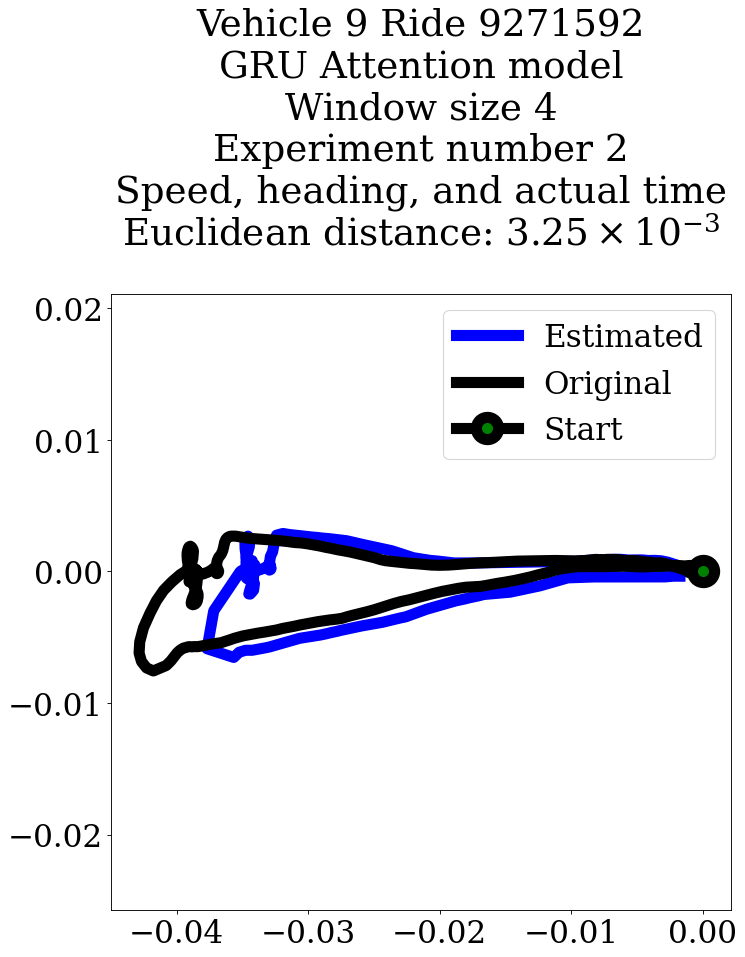 Vehicle 9 Ride 9271592
GRU Attention model
Window size 4
Experiment number 2
Speed, heading, and actual time
Euclidean distance: 3.25 × 10⁻³
Estimated
Original
Start
0.02
0.01
0.00
−0.01
−0.02
−0.04 −0.03 −0.02 −0.01 0.00